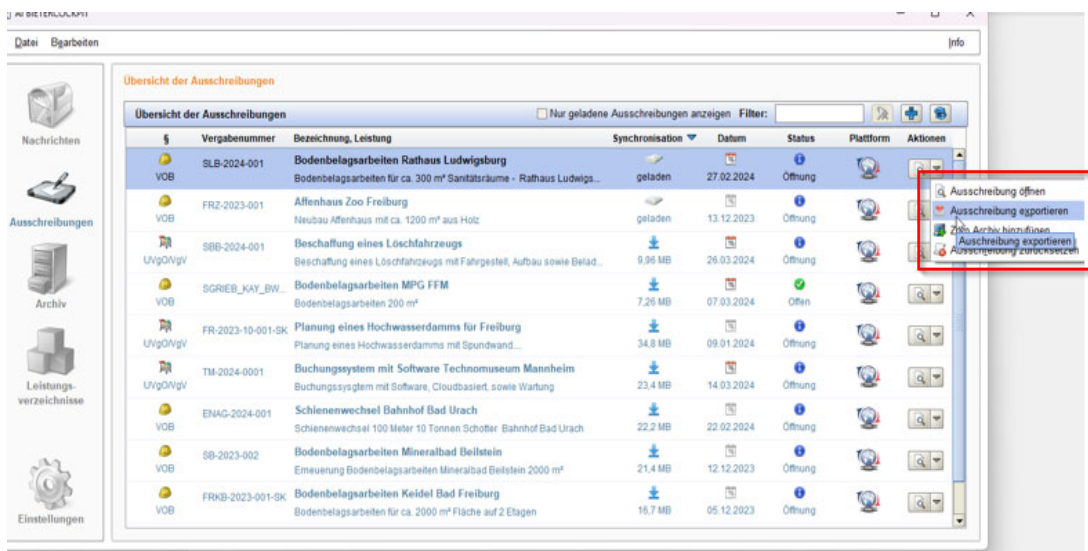 AI BIETERCOCKPIT
Datei Bearbeiten Info
Übersicht der Ausschreibungen
Übersicht der Ausschreibungen Nur geladene Ausschreibungen anzeigen Filter:
§ Vergabenummer Bezeichnung, Leistung Synchronisation Datum Status Plattform Aktionen
Nachrichten
Ausschreibungen
Archiv
Leistungs-
verzeichnisse
Einstellungen
SLB-2024-001 Bodenbelagsarbeiten Rathaus Ludwigsburg
VOB Bodenbelagsarbeiten für ca. 300 m² Sanitätsräume - Rathaus Ludwigs... geladen 27.02.2024 Öffnung
FRZ-2023-001 Affenhaus Zoo Freiburg
VOB Neubau Affenhaus mit ca. 1200 m² aus Holz geladen 13.12.2023 Öffnung
SBB-2024-001 Beschaffung eines Löschfahrzeugs
UVgO/VgV Beschaffung eines Löschfahrzeugs mit Fahrgestell, Aufbau sowie Belad... 9,96 MB 26.03.2024 Öffnung
SGRIEB_KAY_BW... Bodenbelagsarbeiten MPG FFM
VOB Bodenbelagsarbeiten 200 m² 7,26 MB 07.03.2024 Offen
FR-2023-10-001-SK Planung eines Hochwasserdamms für Freiburg
UVgO/VgV Planung eines Hochwasserdamms mit Spundwand... 34,8 MB 09.01.2024 Öffnung
TM-2024-0001 Buchungssystem mit Software Technomuseum Mannheim
UVgO/VgV Buchungssysgtem mit Software, Cloudbasiert, sowie Wartung 23,4 MB 14.03.2024 Öffnung
ENAG-2024-001 Schienenwechsel Bahnhof Bad Urach
VOB Schienenwechsel 100 Meter 10 Tonnen Schotter Bahnhof Bad Urach 22,2 MB 22.02.2024 Öffnung
SB-2023-002 Bodenbelagsarbeiten Mineralbad Beilstein
VOB Erneuerung Bodenbelagsarbeiten Mineralbad Beilstein 2000 m² 21,4 MB 12.12.2023 Öffnung
FRKB-2023-001-SK Bodenbelagsarbeiten Keidel Bad Freiburg
VOB Bodenbelagsarbeiten für ca. 2000 m² Fläche auf 2 Etagen 16,7 MB 05.12.2023 Öffnung
Ausschreibung öffnen
Ausschreibung exportieren
Zum Archiv hinzufügen
Auschreibung exportieren
Ausschreibung zurücksetzen